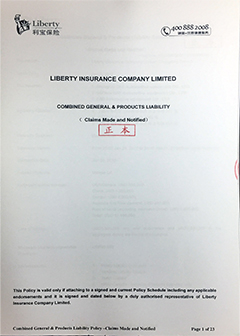 Liberty
利宝保险
400 888 2008
LIBERTY INSURANCE COMPANY LIMITED
COMBINED GENERAL & PRODUCTS LIABILITY
( Claims Made and Notified)
正本
This Policy is valid only if attaching to a signed and current Policy Schedule including any applicable
endorsements and it is signed and dated below by a duly authorised representative of Liberty
Insurance Company Limited.
Combined General & Products Liability Policy -Claims Made and Notified
Page 1 of 23